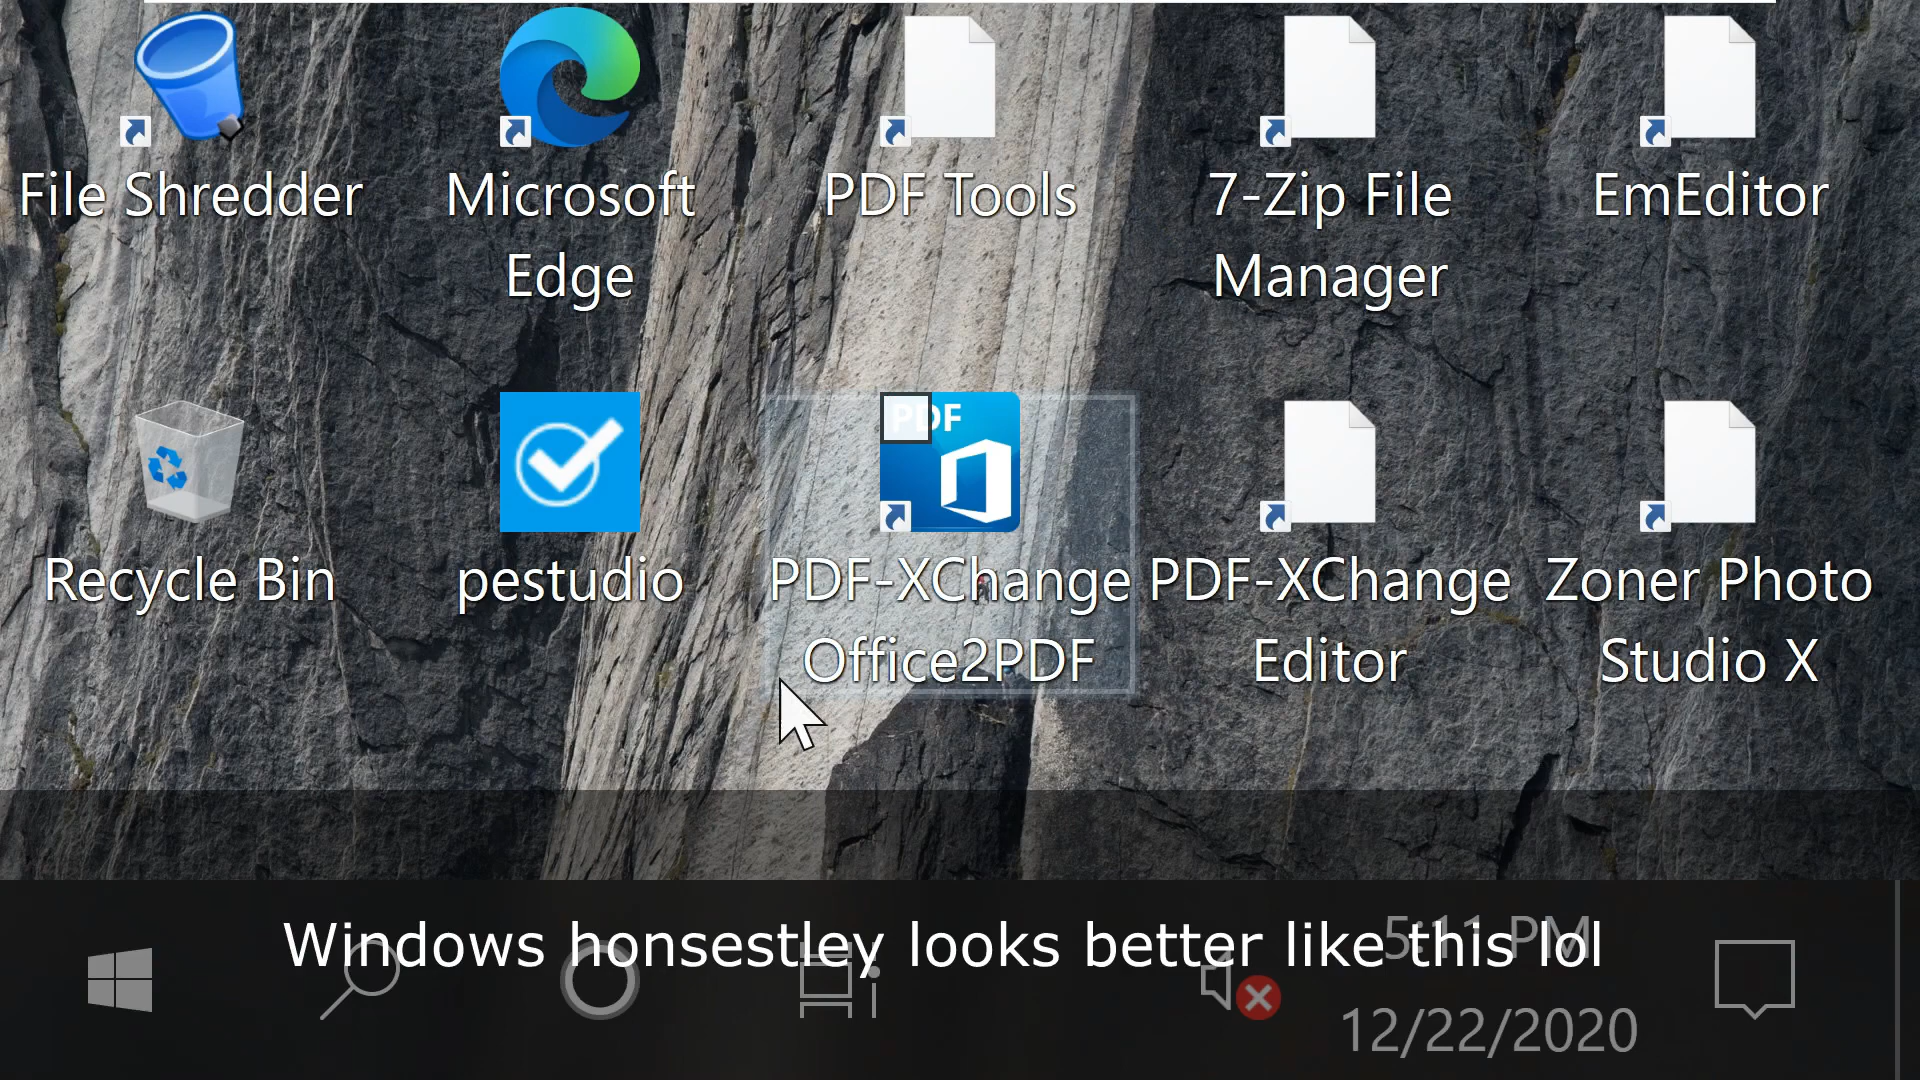 File Shredder
Microsoft
Edge
PDF Tools
7-Zip File
Manager
EmEditor
Recycle Bin
pestudio
PDF
PDF-XChange
Office2PDF
PDF-XChange
Editor
Zoner Photo
Studio X
Windows honsestley looks better like this lol
5:11 PM
12/22/2020